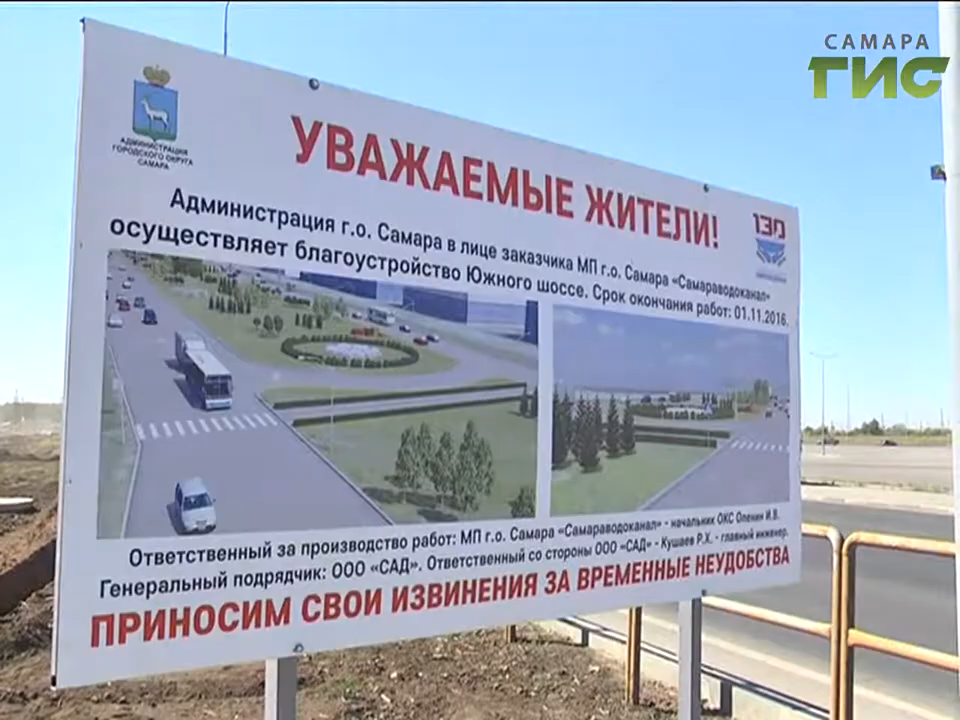 САМАРА
ГИС
АДМИНИСТРАЦИЯ
ГОРОДСКОГО ОКРУГА
САМАРА
УВАЖАЕМЫЕ ЖИТЕЛИ!
130
Администрация г.о. Самара в лице заказчика МП г.о. Самара «Самараводоканал»
осуществляет благоустройство Южного шоссе. Срок окончания работ: 01.11.2016.
Ответственный за производство работ: МП г.о. Самара «Самараводоканал» - начальник ОКС Оленин И.В.
Генеральный подрядчик: ООО «САД». Ответственный со стороны ООО «САД» - Кушаев Р.Х. - главный инженер.
ПРИНОСИМ СВОИ ИЗВИНЕНИЯ ЗА ВРЕМЕННЫЕ НЕУДОБСТВА